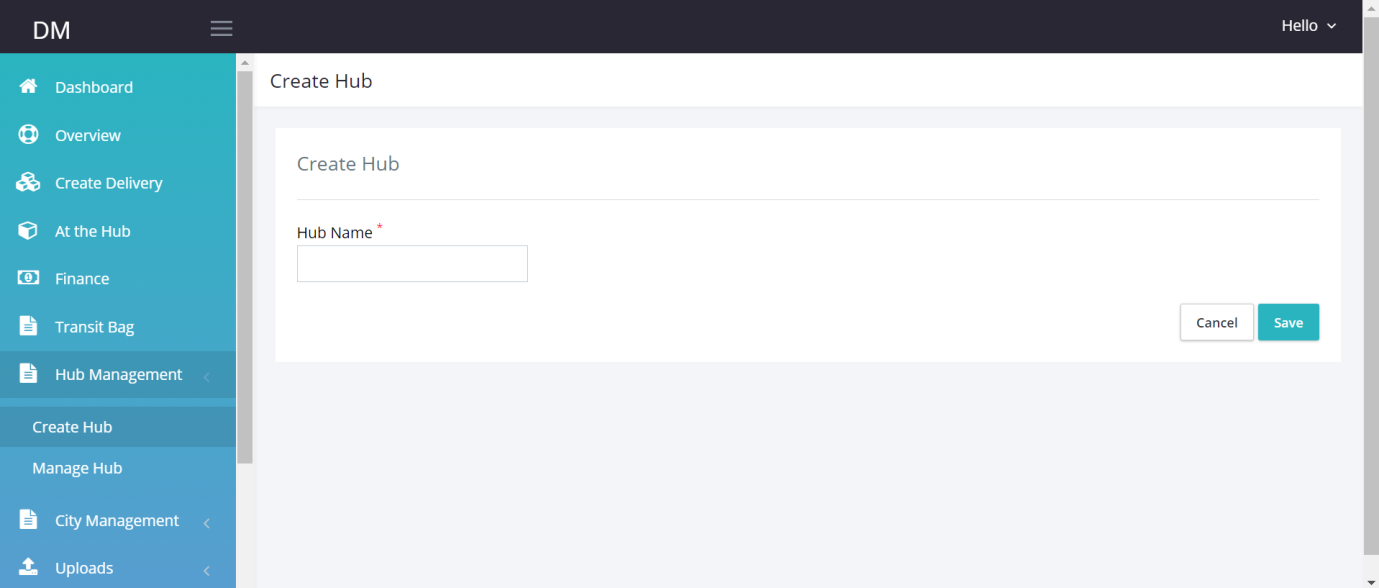 DM
Hello
Dashboard
Overview
Create Delivery
At the Hub
Finance
Transit Bag
Hub Management
Create Hub
Manage Hub
City Management
Uploads
Create Hub
Create Hub
Hub Name *
Cancel
Save